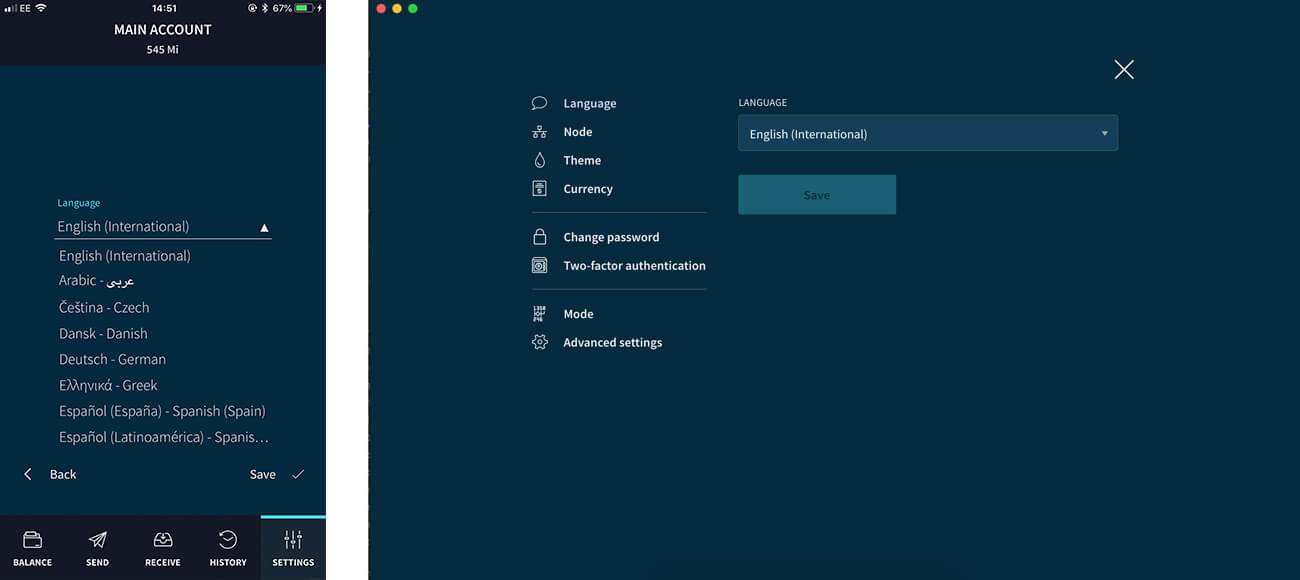 EE 14:51 67%
MAIN ACCOUNT
545 Mi
Language
English (International)
English (International)
Arabic - عربى
Čeština - Czech
Dansk - Danish
Deutsch - German
Ελληνικά - Greek
Español (España) - Spanish (Spain)
Español (Latinoamérica) - Spanis...
Back Save
BALANCE SEND RECEIVE HISTORY SETTINGS
Language
Node
Theme
Currency
Change password
Two-factor authentication
Mode
Advanced settings
LANGUAGE
English (International)
Save